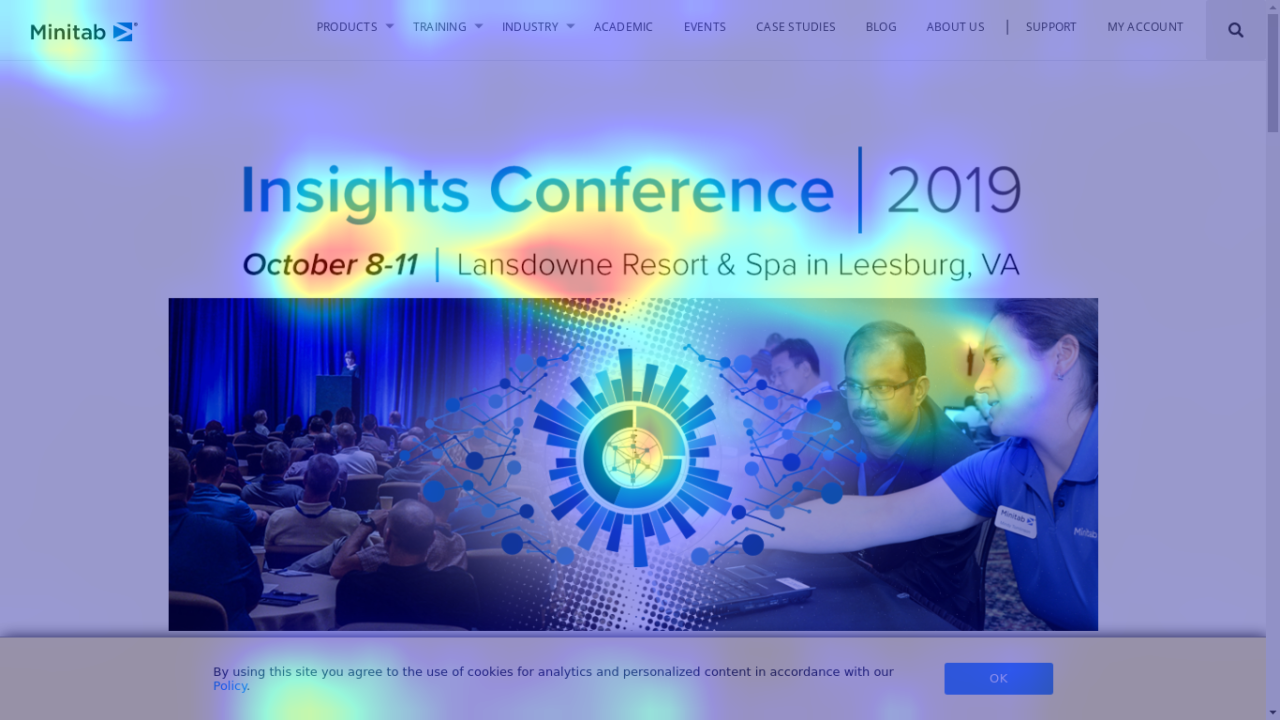 Minitab
PRODUCTS TRAINING INDUSTRY ACADEMIC EVENTS CASE STUDIES BLOG ABOUT US | SUPPORT MY ACCOUNT
Insights Conference | 2019
October 8-11 | Lansdowne Resort & Spa in Leesburg, VA
Minitab
Minitab
By using this site you agree to the use of cookies for analytics and personalized content in accordance with our
Policy.
OK